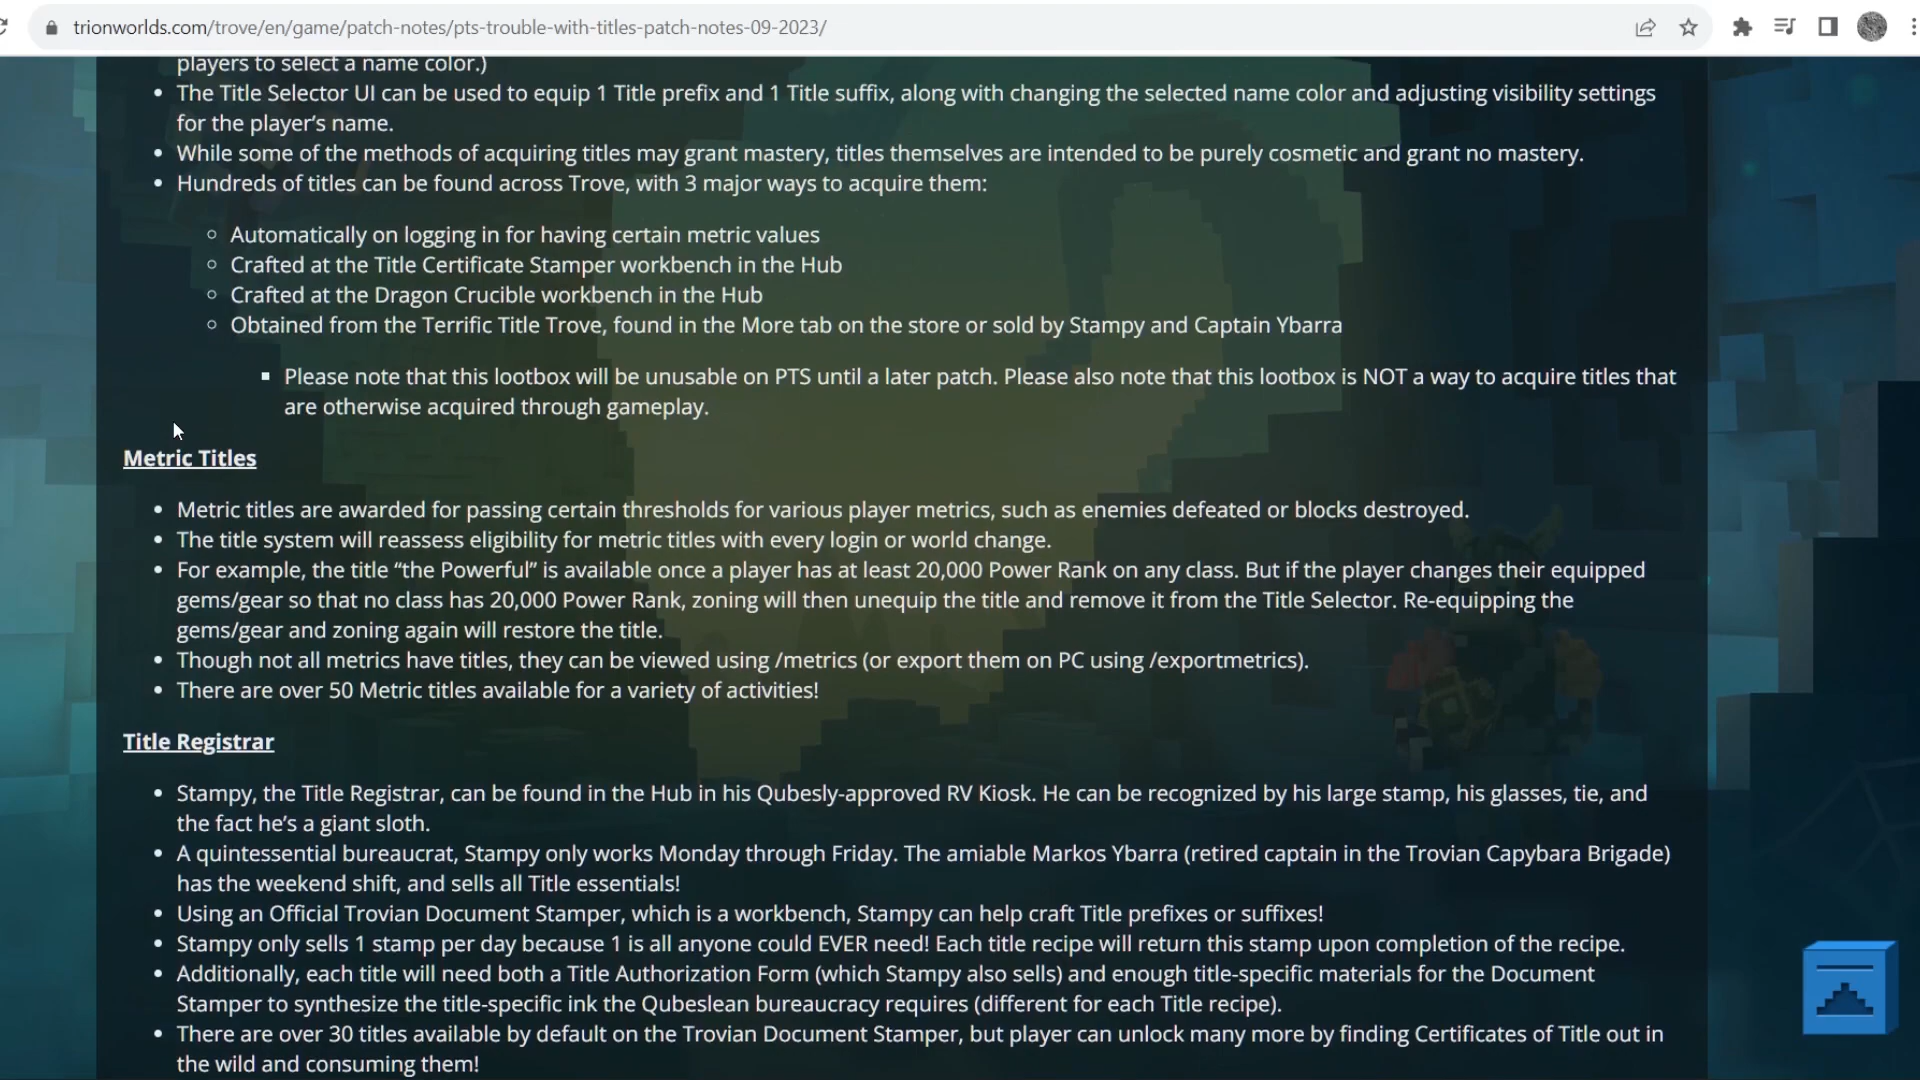 trionworlds.com/trove/en/game/patch-notes/pts-trouble-with-titles-patch-notes-09-2023/
players to select a name color.)
• The Title Selector UI can be used to equip 1 Title prefix and 1 Title suffix, along with changing the selected name color and adjusting visibility settings
for the player’s name.
• While some of the methods of acquiring titles may grant mastery, titles themselves are intended to be purely cosmetic and grant no mastery.
• Hundreds of titles can be found across Trove, with 3 major ways to acquire them:
◦ Automatically on logging in for having certain metric values
◦ Crafted at the Title Certificate Stamper workbench in the Hub
◦ Crafted at the Dragon Crucible workbench in the Hub
◦ Obtained from the Terrific Title Trove, found in the More tab on the store or sold by Stampy and Captain Ybarra
▪ Please note that this lootbox will be unusable on PTS until a later patch. Please also note that this lootbox is NOT a way to acquire titles that
are otherwise acquired through gameplay.
Metric Titles
• Metric titles are awarded for passing certain thresholds for various player metrics, such as enemies defeated or blocks destroyed.
• The title system will reassess eligibility for metric titles with every login or world change.
• For example, the title “the Powerful” is available once a player has at least 20,000 Power Rank on any class. But if the player changes their equipped
gems/gear so that no class has 20,000 Power Rank, zoning will then unequip the title and remove it from the Title Selector. Re-equipping the
gems/gear and zoning again will restore the title.
• Though not all metrics have titles, they can be viewed using /metrics (or export them on PC using /exportmetrics).
• There are over 50 Metric titles available for a variety of activities!
Title Registrar
• Stampy, the Title Registrar, can be found in the Hub in his Qubesly-approved RV Kiosk. He can be recognized by his large stamp, his glasses, tie, and
the fact he’s a giant sloth.
• A quintessential bureaucrat, Stampy only works Monday through Friday. The amiable Markos Ybarra (retired captain in the Trovian Capybara Brigade)
has the weekend shift, and sells all Title essentials!
• Using an Official Trovian Document Stamper, which is a workbench, Stampy can help craft Title prefixes or suffixes!
• Stampy only sells 1 stamp per day because 1 is all anyone could EVER need! Each title recipe will return this stamp upon completion of the recipe.
• Additionally, each title will need both a Title Authorization Form (which Stampy also sells) and enough title-specific materials for the Document
Stamper to synthesize the title-specific ink the Qubeslean bureaucracy requires (different for each Title recipe).
• There are over 30 titles available by default on the Trovian Document Stamper, but player can unlock many more by finding Certificates of Title out in
the wild and consuming them!